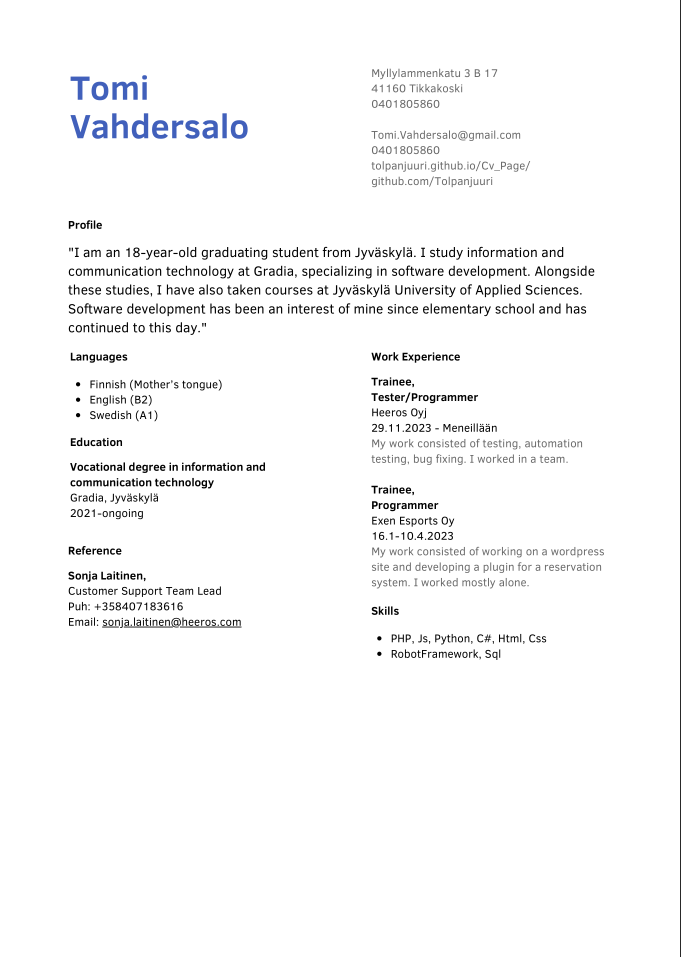 Tomi
Vahdersalo
Myllylammenkatu 3 B 17
41160 Tikkakoski
0401805860
Tomi.Vahdersalo@gmail.com
0401805860
tolpanjuuri.github.io/Cv_Page/
github.com/Tolpanjuuri
Profile
"I am an 18-year-old graduating student from Jyväskylä. I study information and
communication technology at Gradia, specializing in software development. Alongside
these studies, I have also taken courses at Jyväskylä University of Applied Sciences.
Software development has been an interest of mine since elementary school and has
continued to this day."
Languages
• Finnish (Mother's tongue)
• English (B2)
• Swedish (A1)
Education
Vocational degree in information and
communication technology
Gradia, Jyväskylä
2021-ongoing
Reference
Sonja Laitinen,
Customer Support Team Lead
Puh: +358407183616
Email: sonja.laitinen@heeros.com
Work Experience
Trainee,
Tester/Programmer
Heeros Oyj
29.11.2023 - Meneillään
My work consisted of testing, automation
testing, bug fixing. I worked in a team.
Trainee,
Programmer
Exen Esports Oy
16.1-10.4.2023
My work consisted of working on a wordpress
site and developing a plugin for a reservation
system. I worked mostly alone.
Skills
• PHP, Js, Python, C#, Html, Css
• RobotFramework, Sql